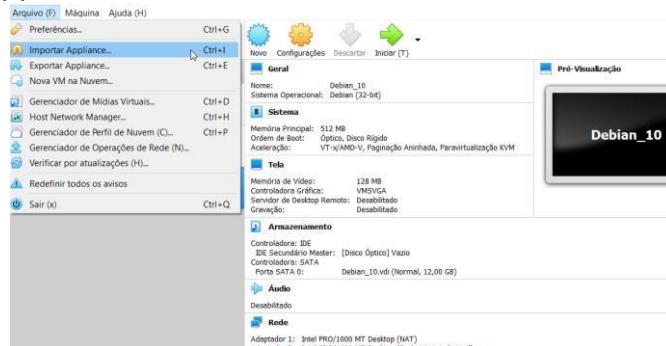 Arquivo (F) Máquina Ajuda (H)
Preferências... Ctrl+G
Importar Appliance... Ctrl+I
Exportar Appliance... Ctrl+E
Nova VM na Nuvem...
Gerenciador de Mídias Virtuais... Ctrl+D
Host Network Manager... Ctrl+H
Gerenciador de Perfil de Nuvem (C)... Ctrl+P
Gerenciador de Operações de Rede (N)...
Verificar por atualizações (H)...
Redefinir todos os avisos
Sair (x) Ctrl+Q
Novo Configurações Descartar Iniciar (T)
Geral
Nome: Debian_10
Sistema Operacional: Debian (32-bit)
Sistema
Memória Principal: 512 MB
Ordem de Boot: Óptico, Disco Rígido
Aceleração: VT-x/AMD-V, Paginação Aninhada, Paravirtualização KVM
Tela
Memória de Vídeo: 128 MB
Controladora Gráfica: VMSVGA
Servidor de Desktop Remoto: Desabilitado
Gravação: Desabilitado
Armazenamento
Controladora: IDE
IDE Secundário Master: [Disco Óptico] Vazio
Controladora: SATA
Porta SATA 0: Debian_10.vdi (Normal, 12,00 GB)
Áudio
Desabilitado
Rede
Adaptador 1: Intel PRO/1000 MT Desktop (NAT)
Pré-Visualização
Debian_10